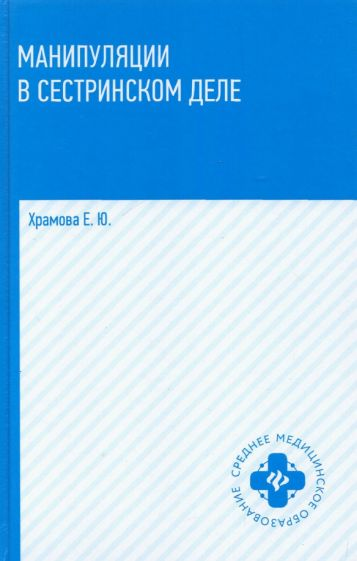 МАНИПУЛЯЦИИ
В СЕСТРИНСКОМ ДЕЛЕ
Храмова Е. Ю.
СРЕДНЕЕ МЕДИЦИНСКОЕ ОБРАЗОВАНИЕ